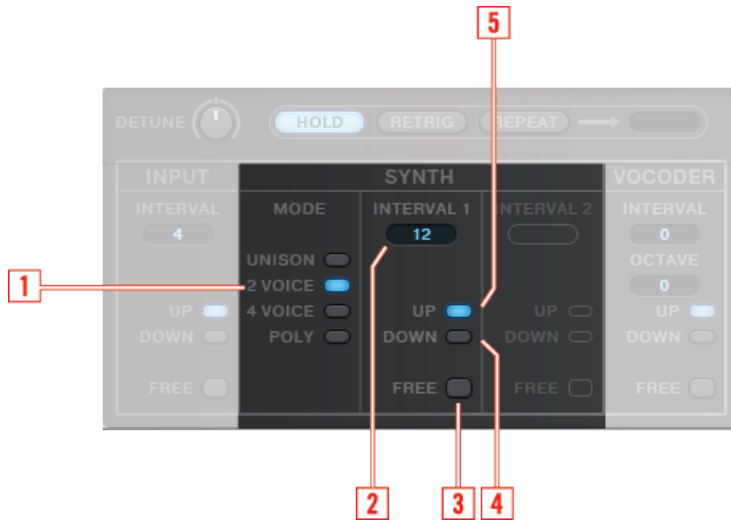 5
DETUNE HOLD RETRIG REPEAT
INPUT SYNTH VOCODER
INTERVAL MODE INTERVAL 1 INTERVAL 2 INTERVAL
4 12 0
UNISON OCTAVE
1 2 VOICE 0
UP 4 VOICE UP UP UP
DOWN POLY DOWN DOWN DOWN
FREE FREE FREE FREE
2 3 4